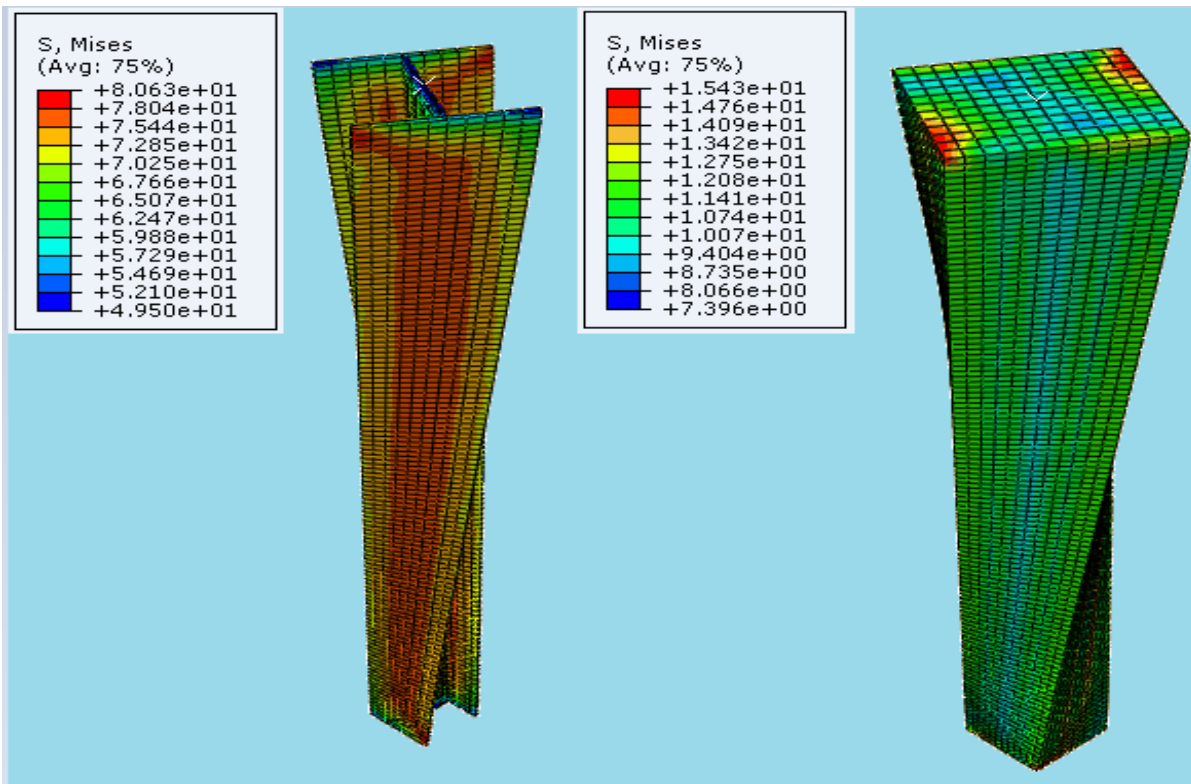 S, Mises
(Avg: 75%)
+8.063e+01
+7.804e+01
+7.544e+01
+7.285e+01
+7.025e+01
+6.766e+01
+6.507e+01
+6.247e+01
+5.988e+01
+5.729e+01
+5.469e+01
+5.210e+01
+4.950e+01
S, Mises
(Avg: 75%)
+1.543e+01
+1.476e+01
+1.409e+01
+1.342e+01
+1.275e+01
+1.208e+01
+1.141e+01
+1.074e+01
+1.007e+01
+9.404e+00
+8.735e+00
+8.066e+00
+7.396e+00